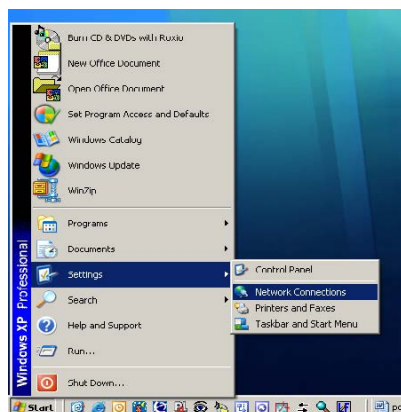 Burn CD & DVDs with Roxio
New Office Document
Open Office Document
Set Program Access and Defaults
Windows Catalog
Windows Update
WinZip
Programs
Documents
Settings
Search
Help and Support
Run...
Shut Down...
Windows XP Professional
Control Panel
Network Connections
Printers and Faxes
Taskbar and Start Menu
Start